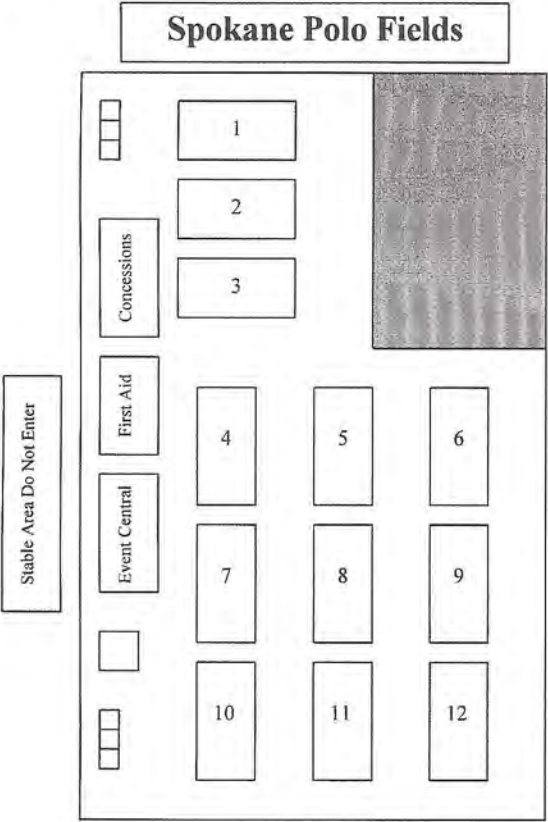 Spokane Polo Fields
1
2
3
Concessions
First Aid
Event Central
Stable Area Do Not Enter
4
5
6
7
8
9
10
11
12